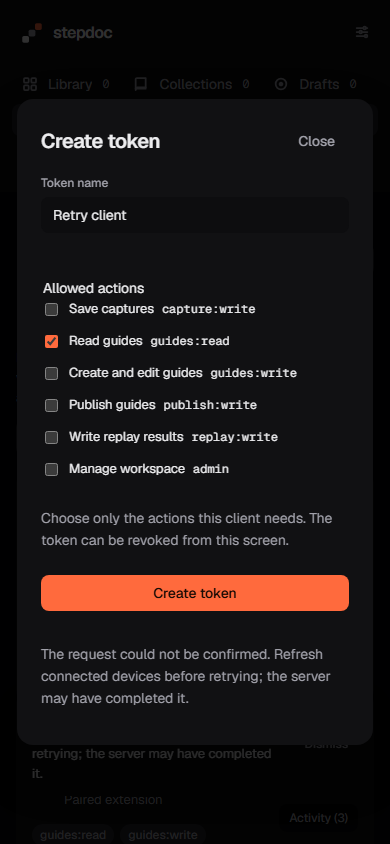 stepdoc
Library 0 Collections 0 Drafts 0
Create token
Close
Token name
Retry client
Allowed actions
Save captures capture:write
Read guides guides:read
Create and edit guides guides:write
Publish guides publish:write
Write replay results replay:write
Manage workspace admin
Choose only the actions this client needs. The
token can be revoked from this screen.
Create token
The request could not be confirmed. Refresh
connected devices before retrying; the server
may have completed it.
retrying; the server may have completed
Dismiss
it.
Paired extension
Activity (3)
guides:read guides:write